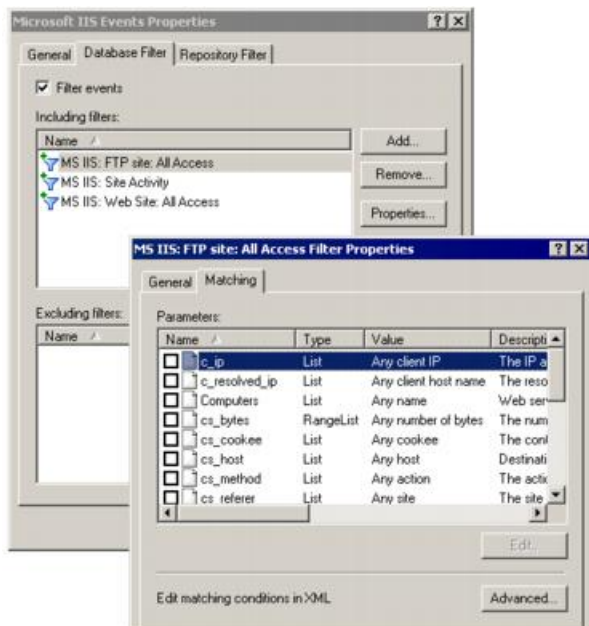 Microsoft IIS Events Properties
General Database Filter Repository Filter
Filter events
Including filters:
Name
MS IIS: FTP site: All Access
MS IIS: Site Activity
MS IIS: Web Site: All Access
Add...
Remove...
Properties...
Excluding filters:
Name
MS IIS: FTP site: All Access Filter Properties
General Matching
Parameters:
Name Type Value Descripti
c_ip List Any client IP The IP a
c_resolved_ip List Any client host name The reso
Computers List Any name Web serv
cs_bytes RangeList Any number of bytes The num
cs_cookee List Any cookee The cont
cs_host List Any host Destinati
cs_method List Any action The actio
cs_referer List Any site The site
Edit...
Edit matching conditions in XML
Advanced...